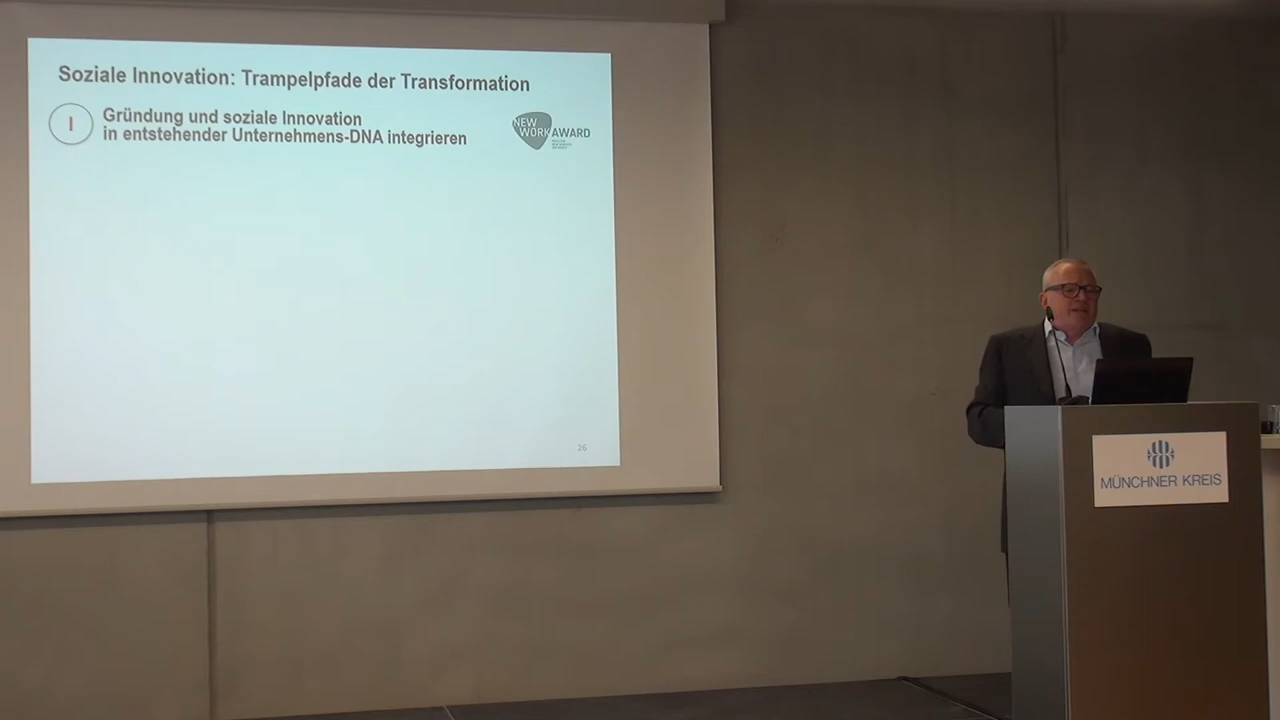 Soziale Innovation: Trampelpfade der Transformation
I
Gründung und soziale Innovation
in entstehender Unternehmens-DNA integrieren
NEW
WORK AWARD
26
MÜNCHNER KREIS